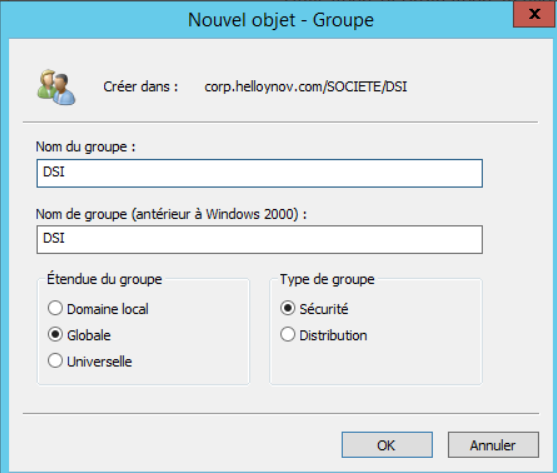 Nouvel objet - Groupe
x
Créer dans : corp.helloynov.com/SOCIETE/DSI
Nom du groupe :
DSI
Nom de groupe (antérieur à Windows 2000) :
DSI
Étendue du groupe
Domaine local
Globale
Universelle
Type de groupe
Sécurité
Distribution
OK
Annuler